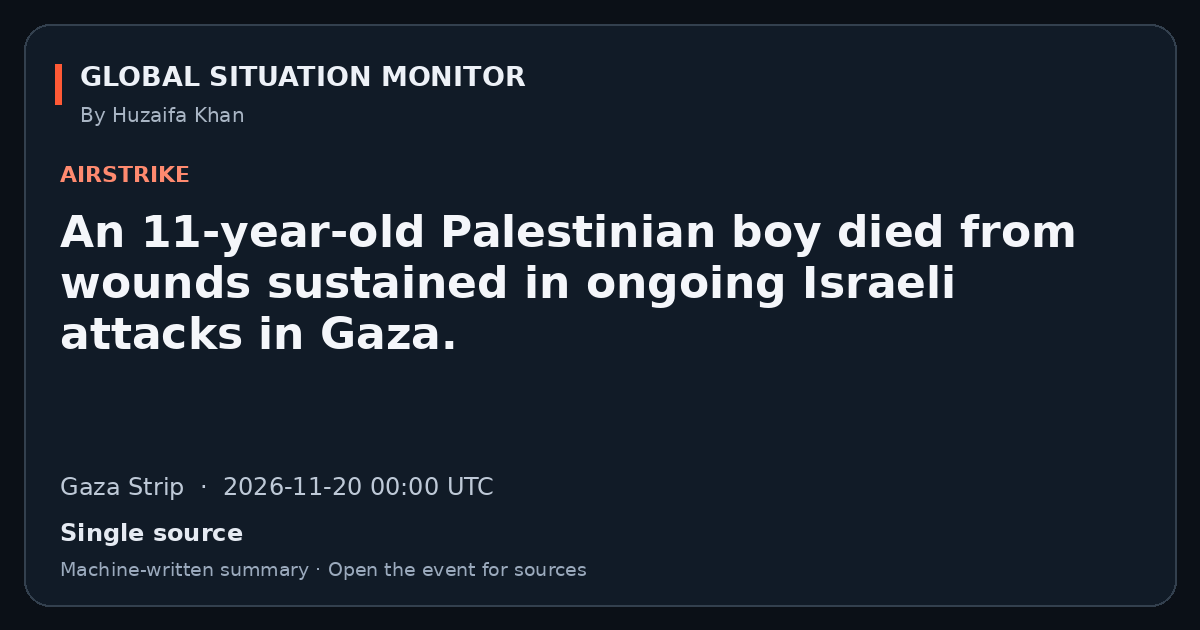 GLOBAL SITUATION MONITOR
By Huzaifa Khan
AIRSTRIKE
An 11-year-old Palestinian boy died from
wounds sustained in ongoing Israeli
attacks in Gaza.
Gaza Strip · 2026-11-20 00:00 UTC
Single source
Machine-written summary · Open the event for sources